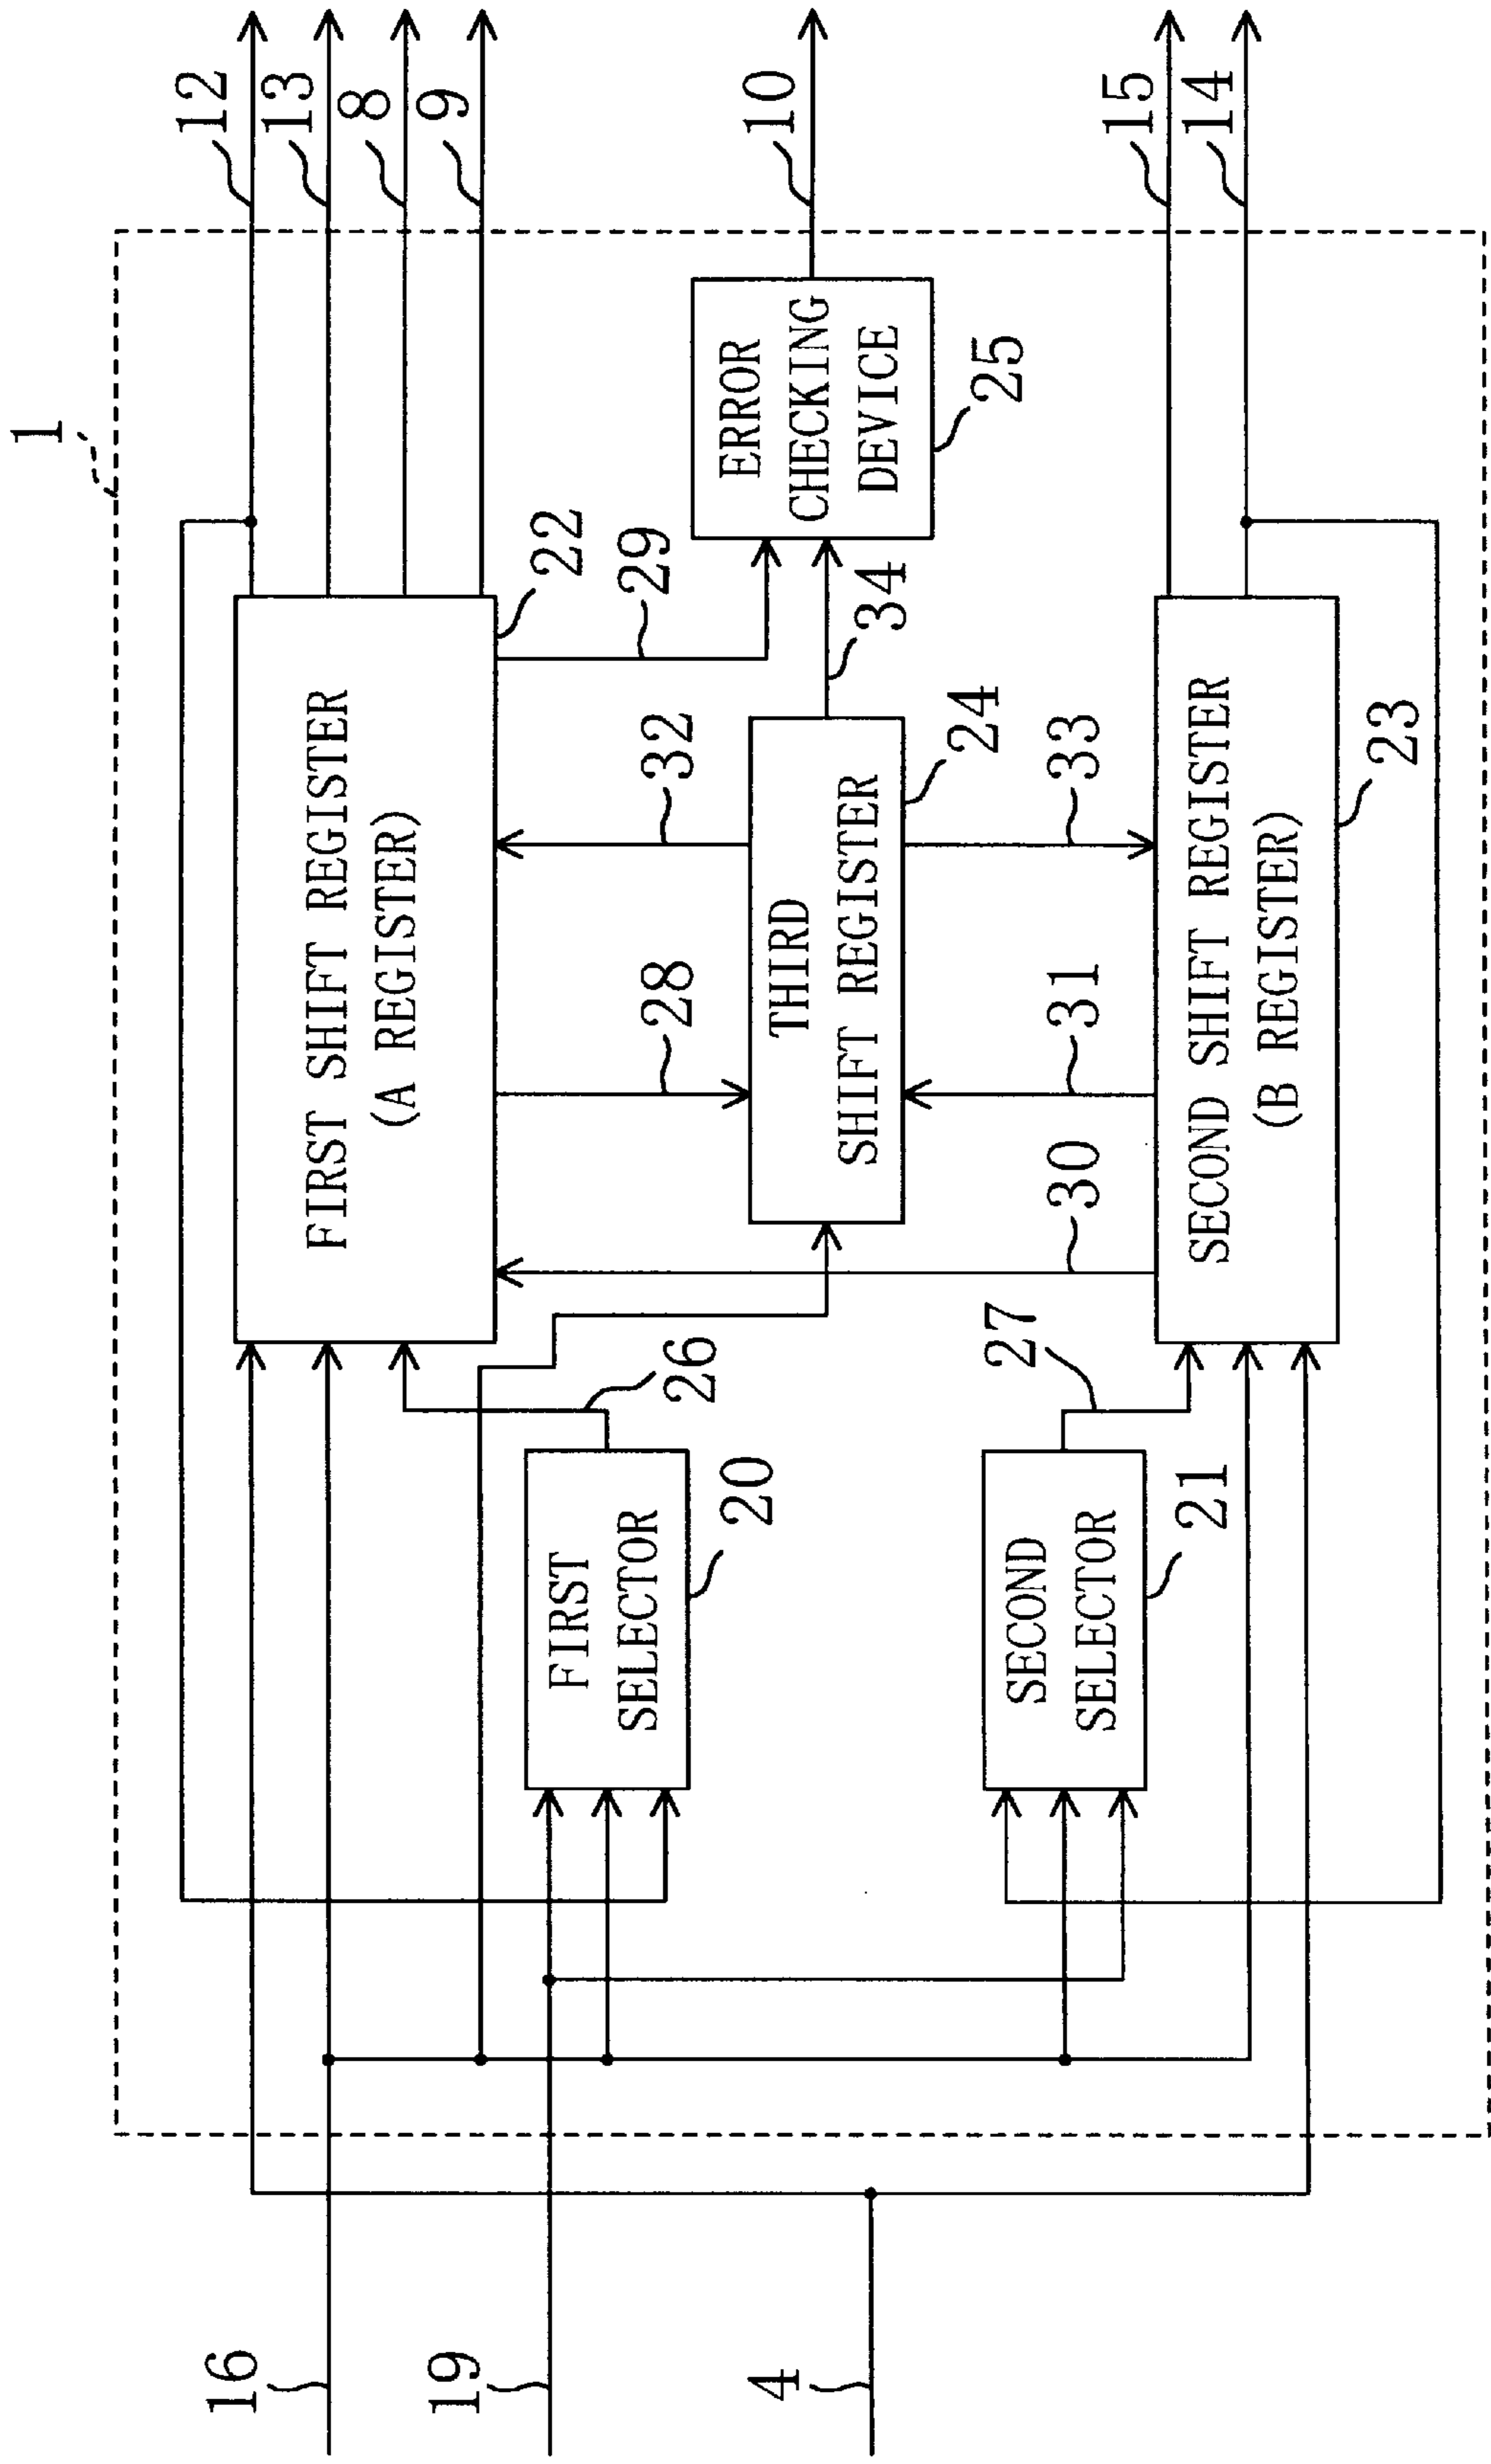 1
12
13
8
9
10
15
14
FIRST SHIFT REGISTER
(A REGISTER)
22
29
ERROR
CHECKING
DEVICE
25
28
32
34
THIRD
SHIFT REGISTER
24
30
31
33
SECOND SHIFT REGISTER
(B REGISTER)
23
26
FIRST
SELECTOR
20
27
SECOND
SELECTOR
21
16
19
4